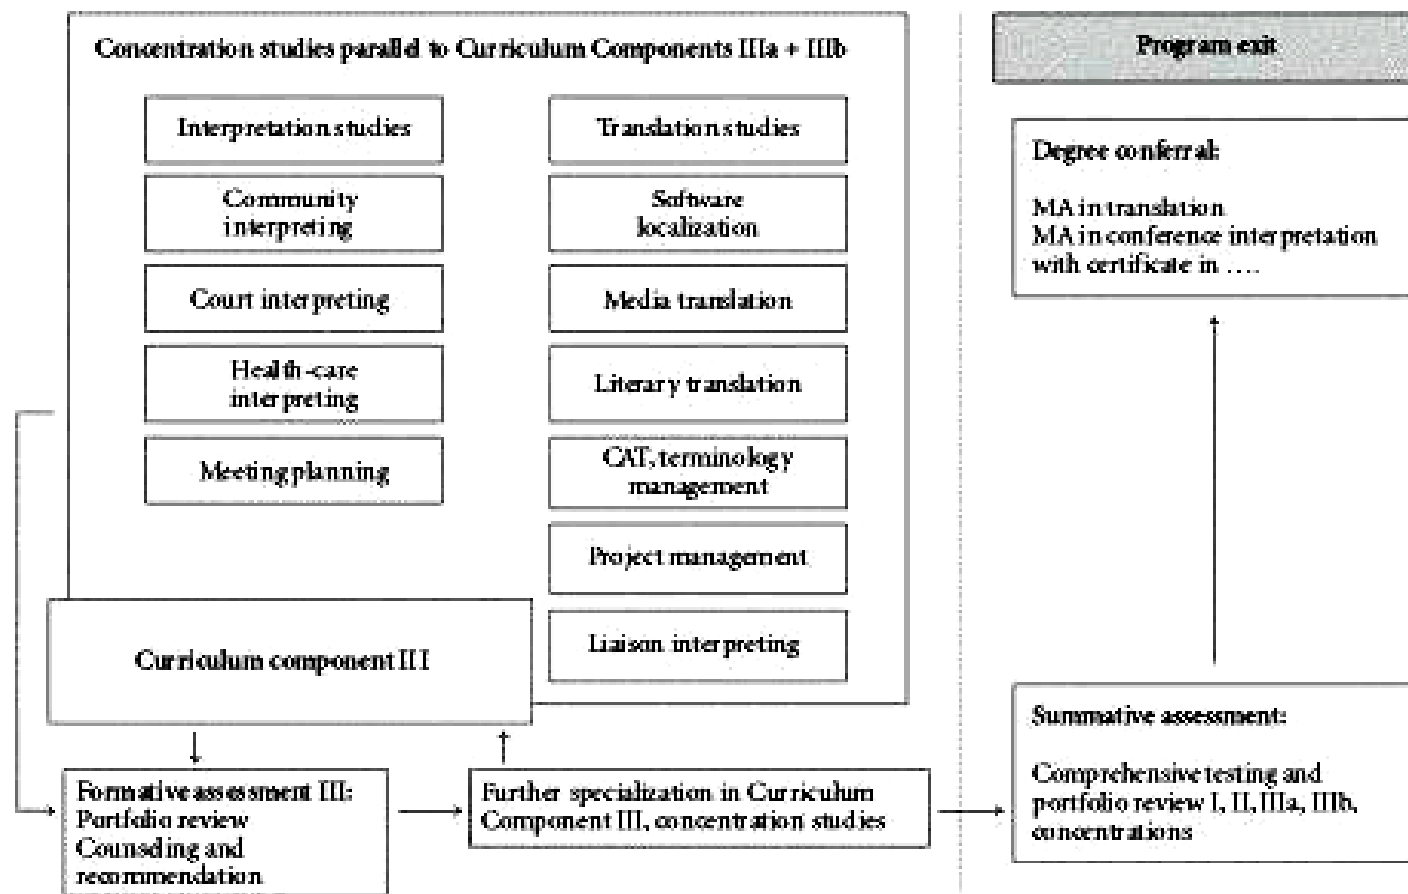 Concentration studies parallel to Curriculum Components IIIa + IIIb
Interpretation studies
Community
interpreting
Court interpreting
Health-care
interpreting
Meeting planning
Translation studies
Software
localization
Media translation
Literary translation
CAT, terminology
management
Project management
Liaison interpreting
Curriculum component III
Formative assessment III:
Portfolio review
Counseling and
recommendation
Further specialization in Curriculum
Component III, concentration studies
Program exit
Degree conferral:
MA in translation
MA in conference interpretation
with certificate in ….
Summative assessment:
Comprehensive testing and
portfolio review I, II, IIIa, IIIb,
concentrations